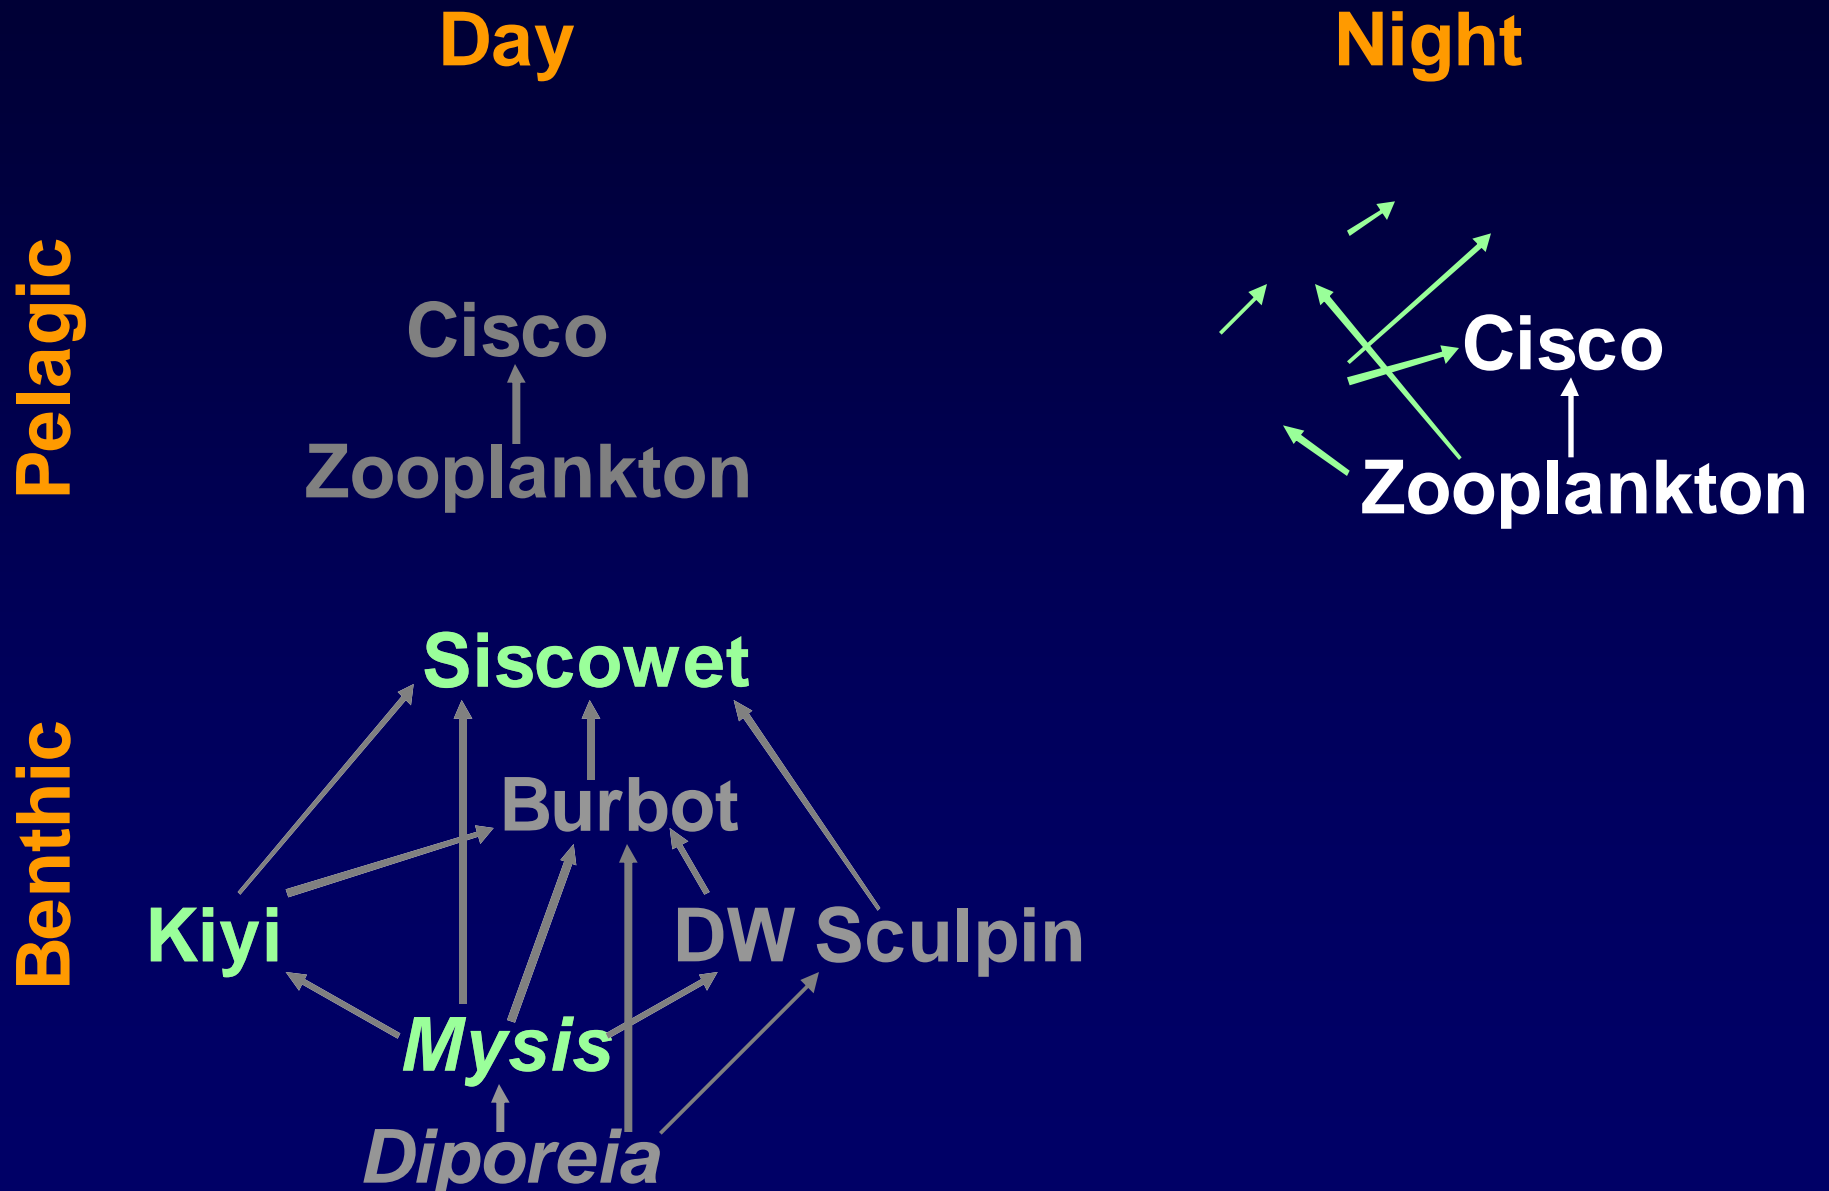 Day
Night
Pelagic
Cisco
Zooplankton
Cisco
Zooplankton
Benthic
Siscowet
Burbot
Kiyi
DW Sculpin
Mysis
Diporeia